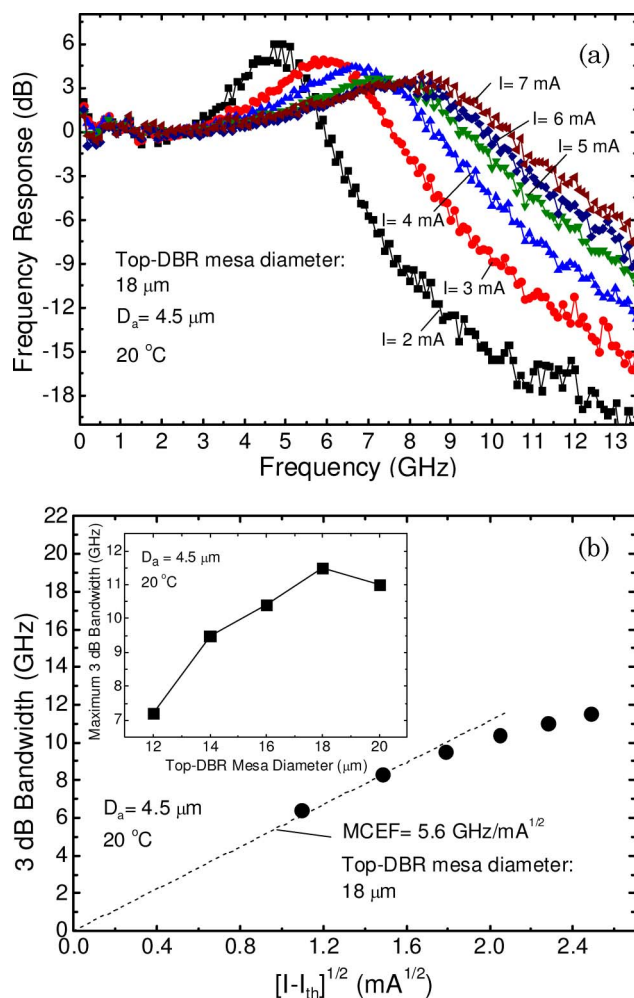 (a)
6
3
0
-3
-6
-9
-12
-15
-18
Frequency Response (dB)
I= 7 mA
I= 6 mA
I= 5 mA
I= 4 mA
I= 3 mA
I= 2 mA
Top-DBR mesa diameter:
18 μm
Dₐ= 4.5 μm
20 °C
0 1 2 3 4 5 6 7 8 9 10 11 12 13
Frequency (GHz)
(b)
22
20
18
16
14
12
10
8
6
4
2
0
3 dB Bandwidth (GHz)
Dₐ= 4.5 μm
20 °C
11
10
9
8
7
Maximum 3 dB Bandwidth (GHz)
12 14 16 18 20
Top-DBR Mesa Diameter (μm)
Dₐ= 4.5 μm
20 °C
MCEF= 5.6 GHz/mA^1/2
Top-DBR mesa diameter:
18 μm
0.0 0.4 0.8 1.2 1.6 2.0 2.4
[I-I_th]^1/2 (mA^1/2)